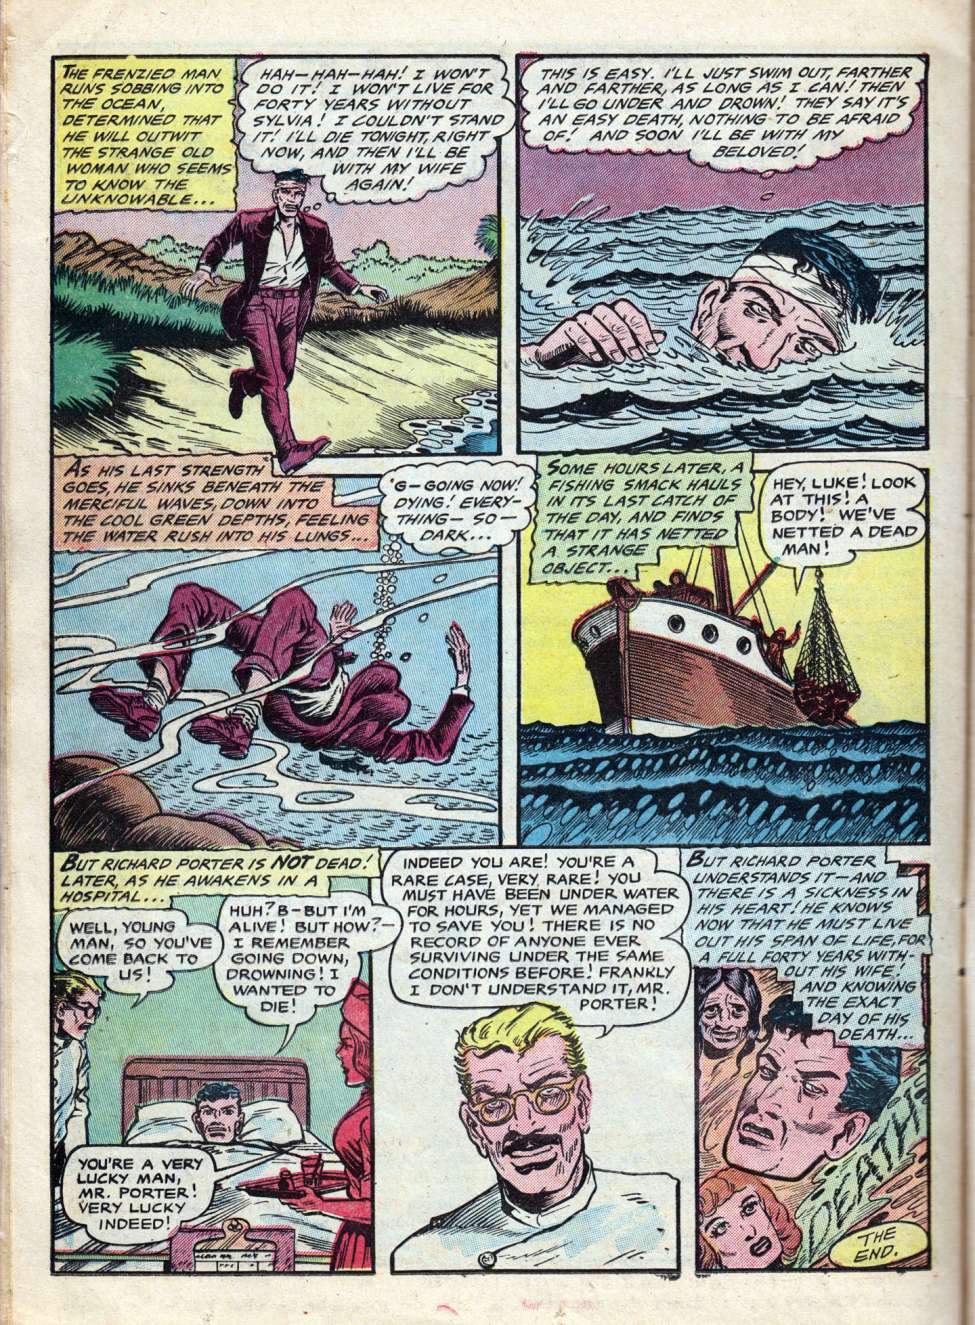 THE FRENZIED MAN
RUNS SOBBING INTO
THE OCEAN,
DETERMINED THAT
HE WILL OUTWIT
THE STRANGE OLD
WOMAN WHO SEEMS
TO KNOW THE
UNKNOWABLE...
HAH-HAH-HAH! I WON'T
DO IT! I WON'T LIVE FOR
FORTY YEARS WITHOUT
SYLVIA! I COULDN'T STAND
IT! I'LL DIE TONIGHT, RIGHT
NOW, AND THEN I'LL BE
WITH MY WIFE
AGAIN!
THIS IS EASY. I'LL JUST SWIM OUT, FARTHER
AND FARTHER, AS LONG AS I CAN! THEN
I'LL GO UNDER AND DROWN! THEY SAY IT'S
AN EASY DEATH, NOTHING TO BE AFRAID
OF! AND SOON I'LL BE WITH MY
BELOVED!
AS HIS LAST STRENGTH
GOES, HE SINKS BENEATH THE
MERCIFUL WAVES, DOWN INTO
THE COOL GREEN DEPTHS, FEELING
THE WATER RUSH INTO HIS LUNGS...
'G-GOING NOW!
DYING! EVERY-
THING- SO-
DARK...
SOME HOURS LATER, A
FISHING SMACK HAULS
IN ITS LAST CATCH OF
THE DAY, AND FINDS
THAT IT HAS NETTED
A STRANGE
OBJECT...
HEY, LUKE! LOOK
AT THIS! A
BODY! WE'VE
NETTED A DEAD
MAN!
BUT RICHARD PORTER IS NOT DEAD!
LATER, AS HE AWAKENS IN A
HOSPITAL...
WELL, YOUNG
MAN, SO YOU'VE
COME BACK TO
US!
HUH? B-BUT I'M
ALIVE! BUT HOW?-
I REMEMBER
GOING DOWN,
DROWNING! I
WANTED TO
DIE!
YOU'RE A VERY
LUCKY MAN,
MR. PORTER!
VERY LUCKY
INDEED!
INDEED YOU ARE! YOU'RE A
RARE CASE, VERY, RARE! YOU
MUST HAVE BEEN UNDER WATER
FOR HOURS, YET WE MANAGED
TO SAVE YOU! THERE IS NO
RECORD OF ANYONE EVER
SURVIVING UNDER THE SAME
CONDITIONS BEFORE! FRANKLY
I DON'T UNDERSTAND IT, MR.
PORTER!
BUT RICHARD PORTER
UNDERSTANDS IT-AND
THERE IS A SICKNESS IN
HIS HEART! HE KNOWS
NOW THAT HE MUST LIVE
OUT HIS SPAN OF LIFE, FOR
A FULL FORTY YEARS WITH-
OUT HIS WIFE!
AND KNOWING
THE EXACT
DAY OF HIS
DEATH...
DEATH!
THE
END.